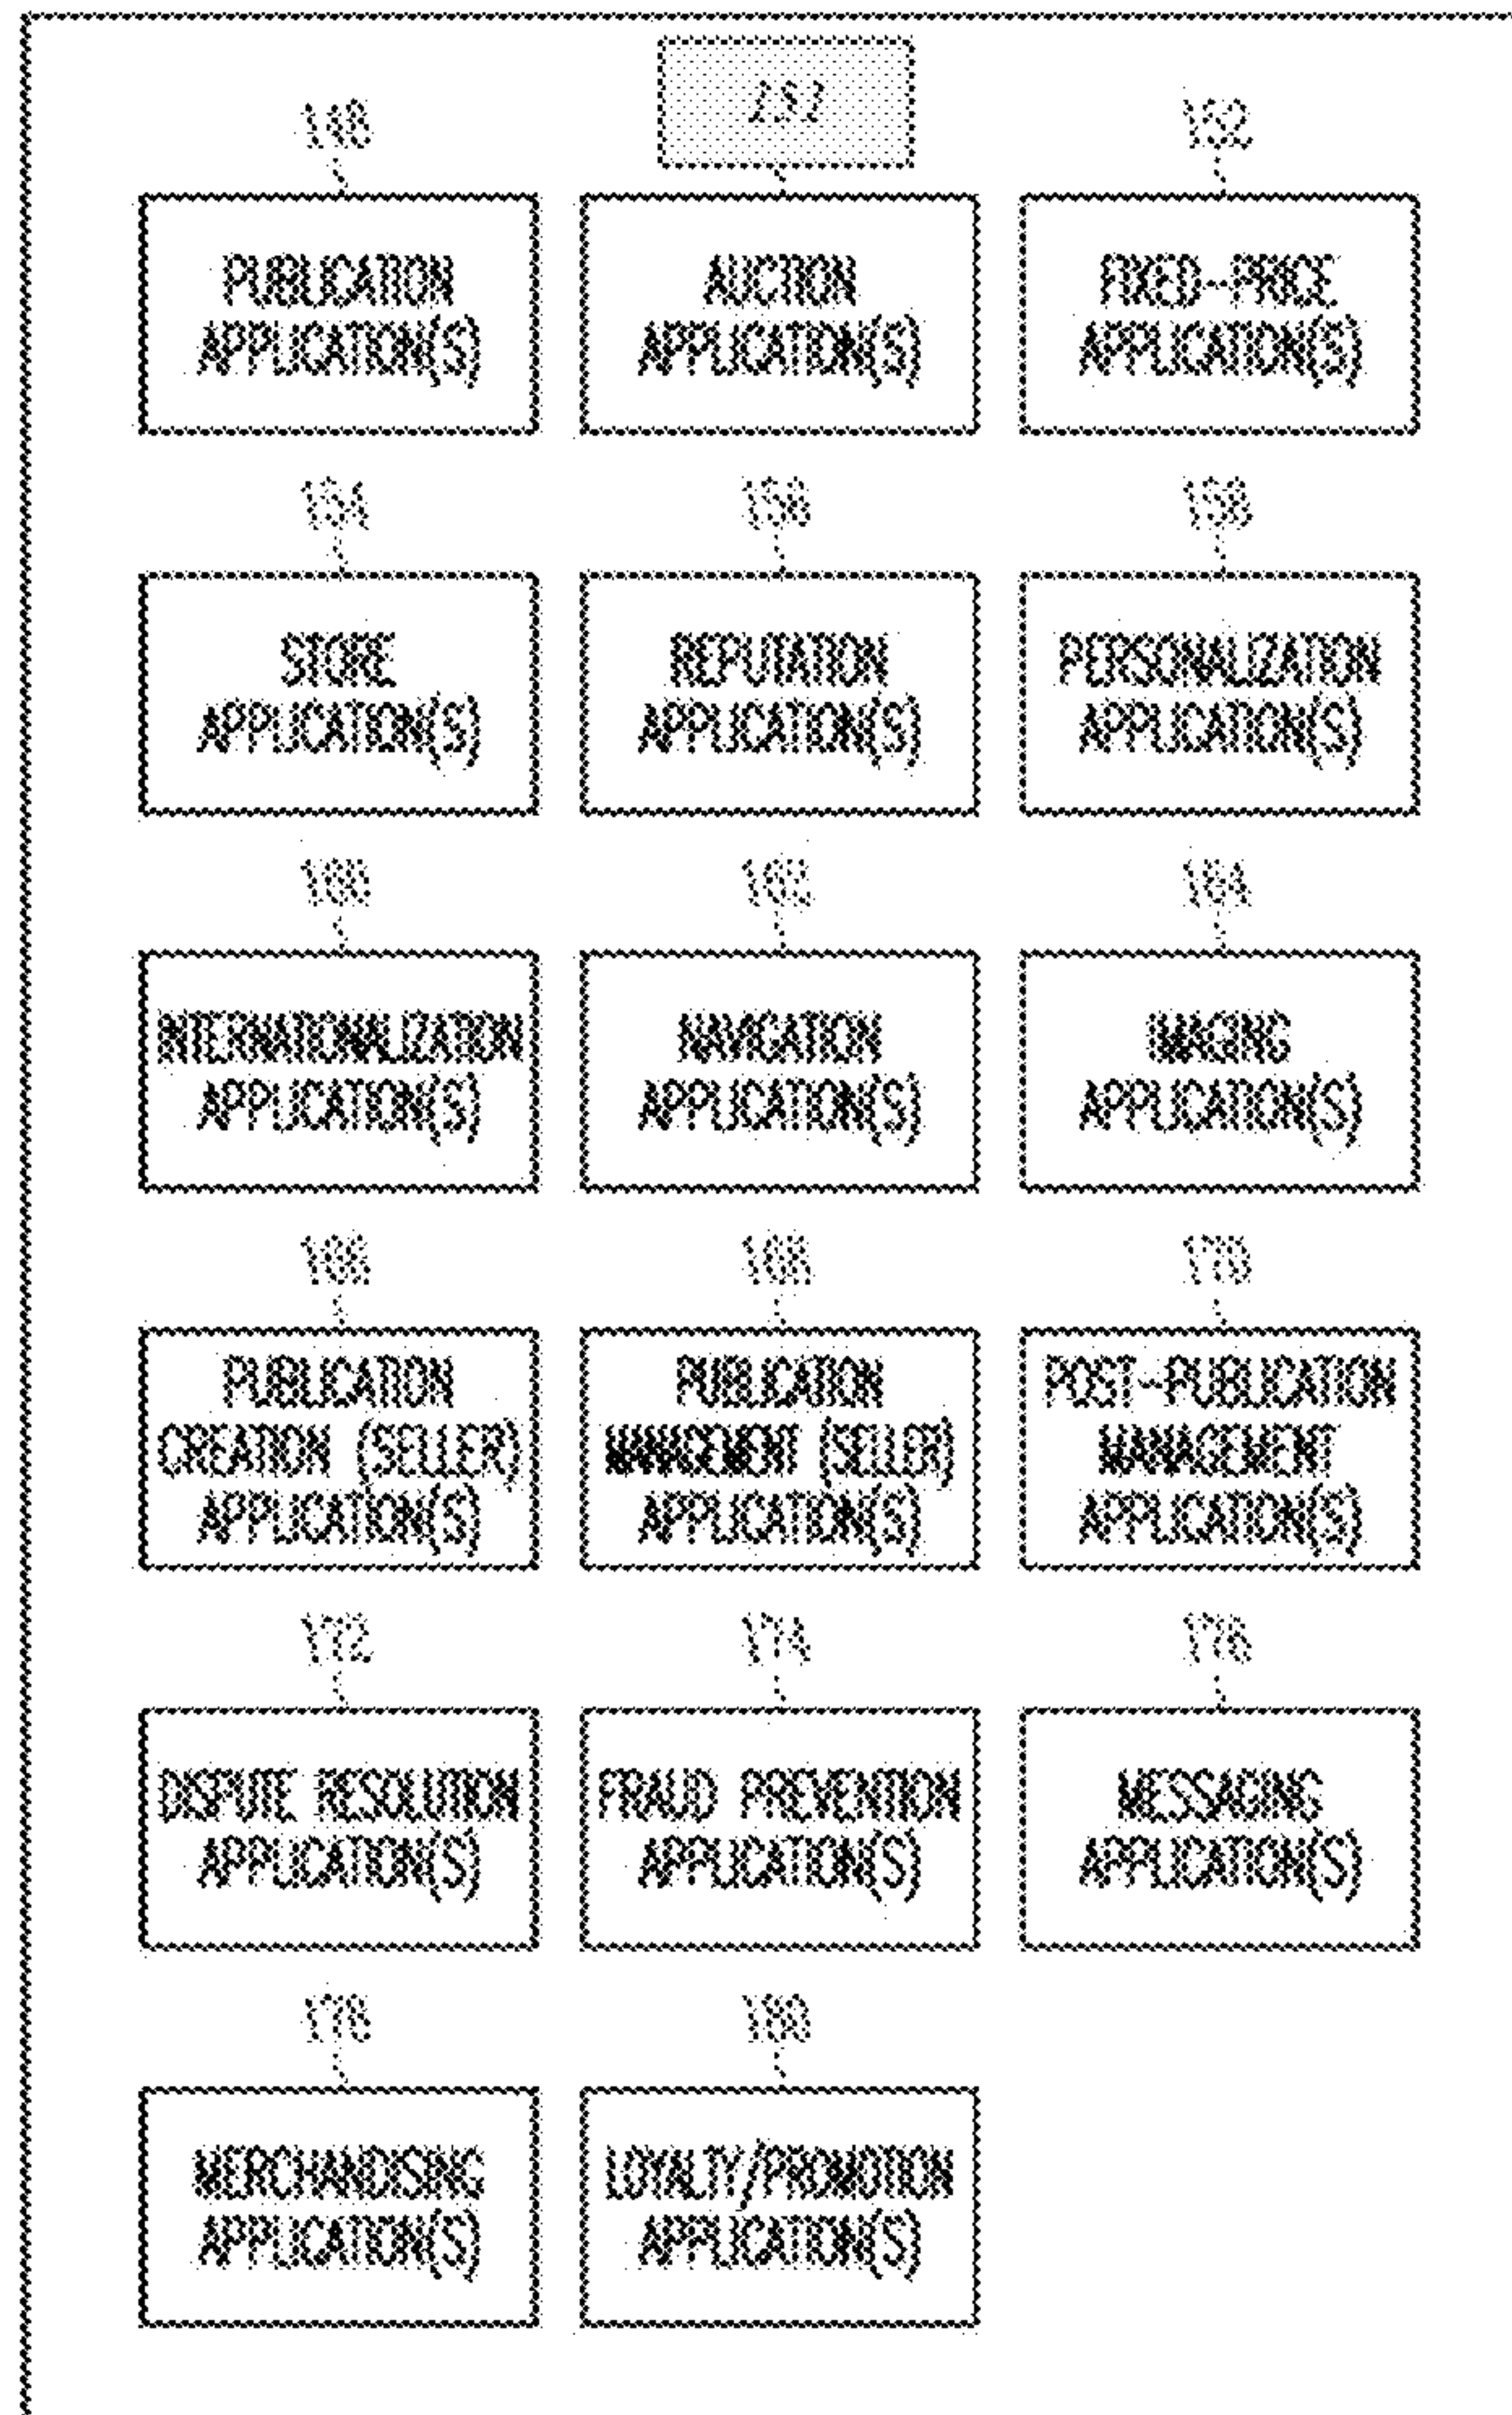 148
151
152
PUBLICATION
APPLICATION(S)
AUCTION
APPLICATION(S)
FIXED-PRICE
APPLICATION(S)
154
156
158
STORE
APPLICATION(S)
REPUTATION
APPLICATION(S)
PERSONALIZATION
APPLICATION(S)
160
162
164
INTERNATIONALIZATION
APPLICATION(S)
NAVIGATION
APPLICATION(S)
IMAGING
APPLICATION(S)
166
168
170
PUBLICATION
CREATION (SELLER)
APPLICATION(S)
PUBLICATION
MANAGEMENT (SELLER)
APPLICATION(S)
POST-PUBLICATION
MANAGEMENT
APPLICATION(S)
172
174
176
DISPUTE RESOLUTION
APPLICATION(S)
FRAUD PREVENTION
APPLICATION(S)
MESSAGING
APPLICATION(S)
178
180
MERCHANDISING
APPLICATION(S)
LOYALTY/PROMOTION
APPLICATION(S)